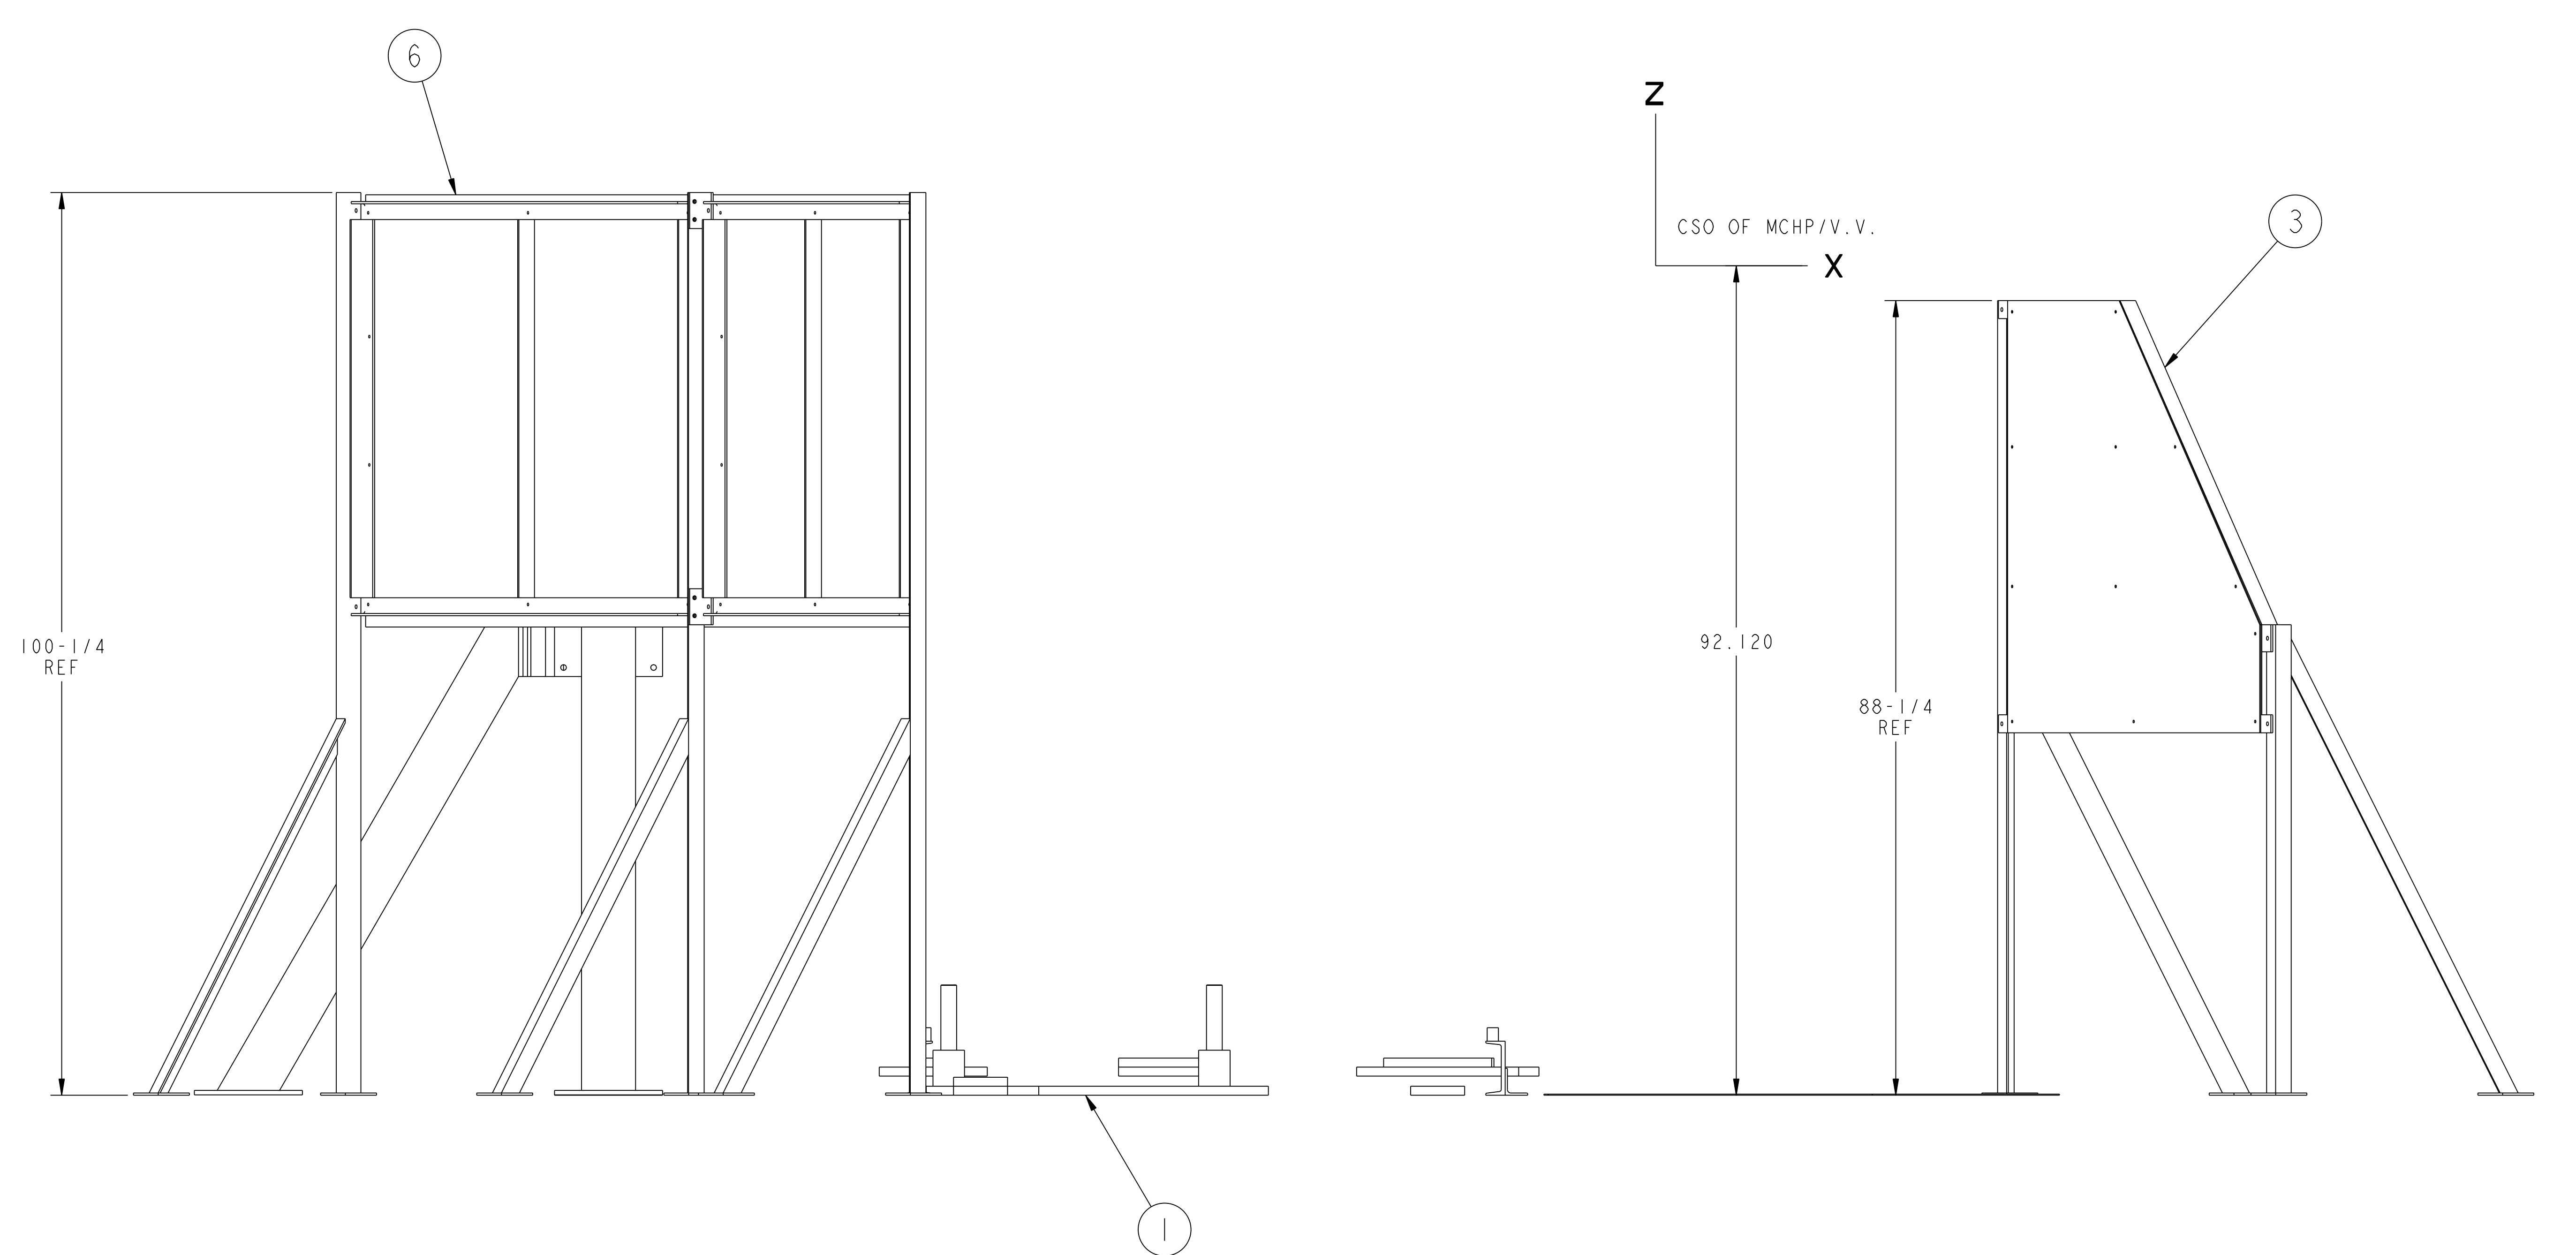 6
Z
3
CSO OF MCHP/V.V.
X
100-1/4
REF
92.120
88-1/4
REF
1